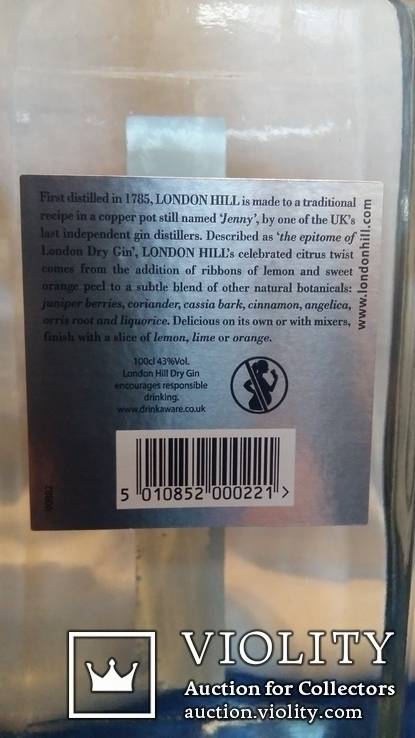 First distilled in 1785, LONDON HILL is made to a traditional
recipe in a copper pot still named 'Jenny', by one of the UK's
last independent gin distillers. Described as 'the epitome of
London Dry Gin', LONDON HILL's celebrated citrus twist
comes from the addition of ribbons of lemon and sweet
orange peel to a subtle blend of other natural botanicals:
juniper berries, coriander, cassia bark, cinnamon, angelica,
orris root and liquorice. Delicious on its own or with mixers,
finish with a slice of lemon, lime or orange.
www.londonhill.com
100cl 43%Vol.
London Hill Dry Gin
encourages responsible
drinking.
www.drinkaware.co.uk
5 010852 000221 >
VIOLITY
Auction for Collectors
auction.violity.com